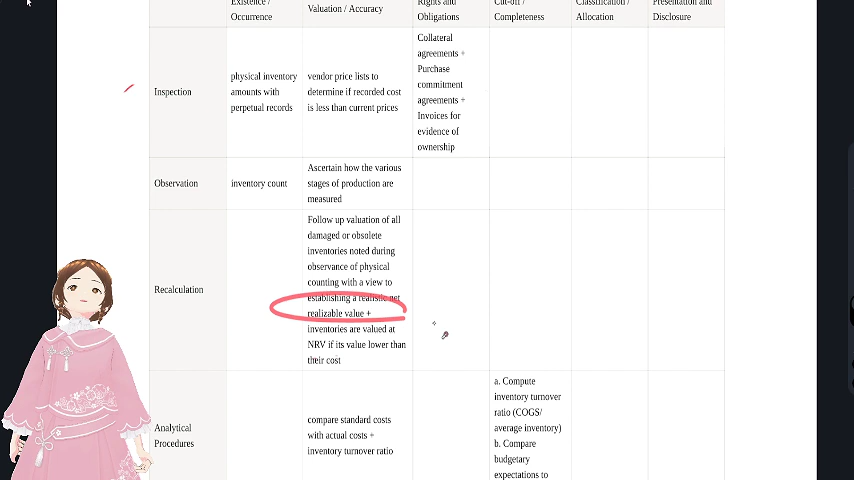 Existence /
Occurrence
Valuation / Accuracy
Rights and
Obligations
Cut-off /
Completeness
Classification /
Allocation
Presentation and
Disclosure
Inspection
physical inventory
amounts with
perpetual records
vendor price lists to
determine if recorded cost
is less than current prices
Collateral
agreements +
Purchase
commitment
agreements +
Invoices for
evidence of
ownership
Observation
inventory count
Ascertain how the various
stages of production are
measured
Recalculation
Follow up valuation of all
damaged or obsolete
inventories noted during
observance of physical
counting with a view to
establishing a realistic net
realizable value +
inventories are valued at
NRV if its value lower than
their cost
Analytical
Procedures
compare standard costs
with actual costs +
inventory turnover ratio
a. Compute
inventory turnover
ratio (COGS/
average inventory)
b. Compare
budgetary
expectations to